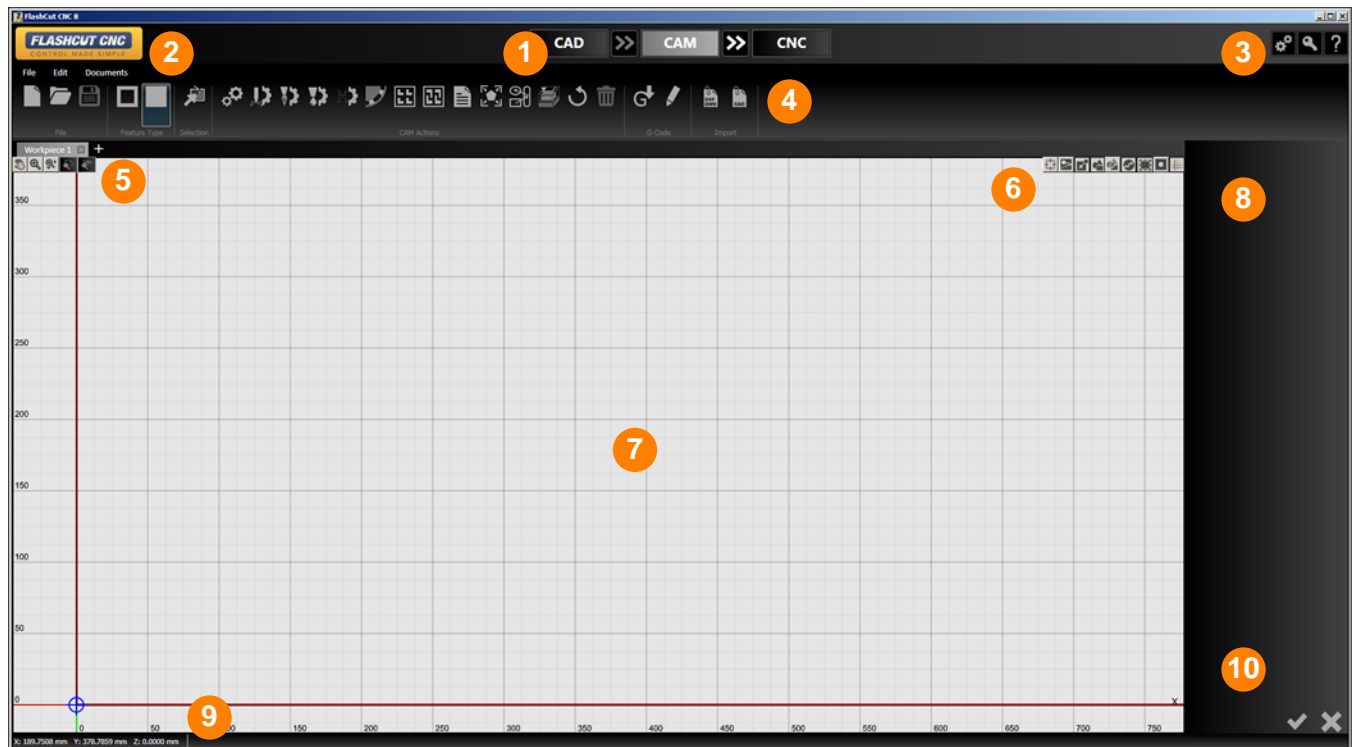 FlashCut CNC 8
FLASHCUT CNC
CONTROL MADE SIMPLE
2
1
CAD >> CAM >> CNC
3
?
File Edit Documents
4
File Feature Type Selection CAM Actions G-Code Import
Workpiece 1 +
5
6
8
350
300
250
200
7
150
100
50
10
0
X
9
0 50 00 150 200 250 300 350 400 450 500 550 600 650 700 750
X: 189.7508 mm Y: 378.7859 mm Z: 0.0000 mm